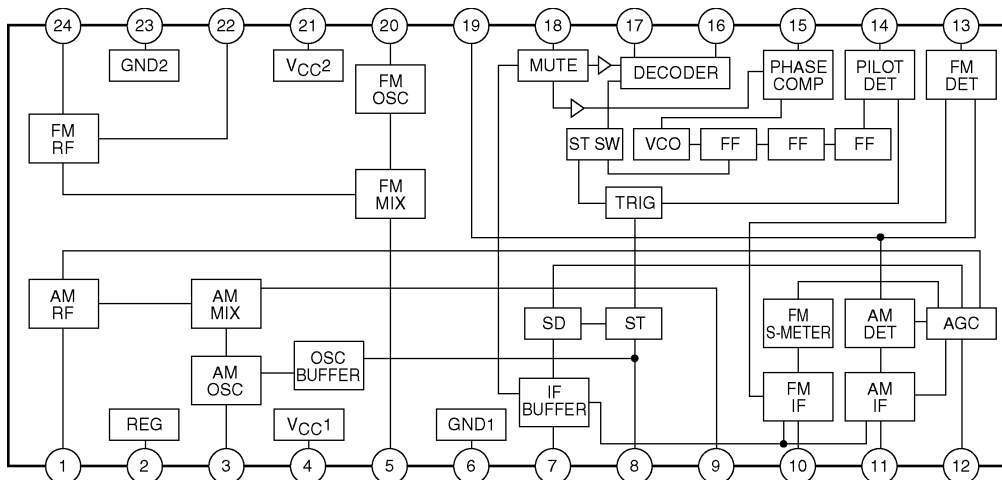 24 23 22 21 20 19 18 17 16 15 14 13
GND2
VCC2
FM
OSC
MUTE
DECODER
PHASE
COMP
PILOT
DET
FM
DET
FM
RF
ST SW
VCO
FF
FF
FF
FM
MIX
TRIG
AM
RF
AM
MIX
SD
ST
FM
S-METER
AM
DET
AGC
AM
OSC
OSC
BUFFER
IF
BUFFER
FM
IF
AM
IF
REG
VCC1
GND1
1 2 3 4 5 6 7 8 9 10 11 12